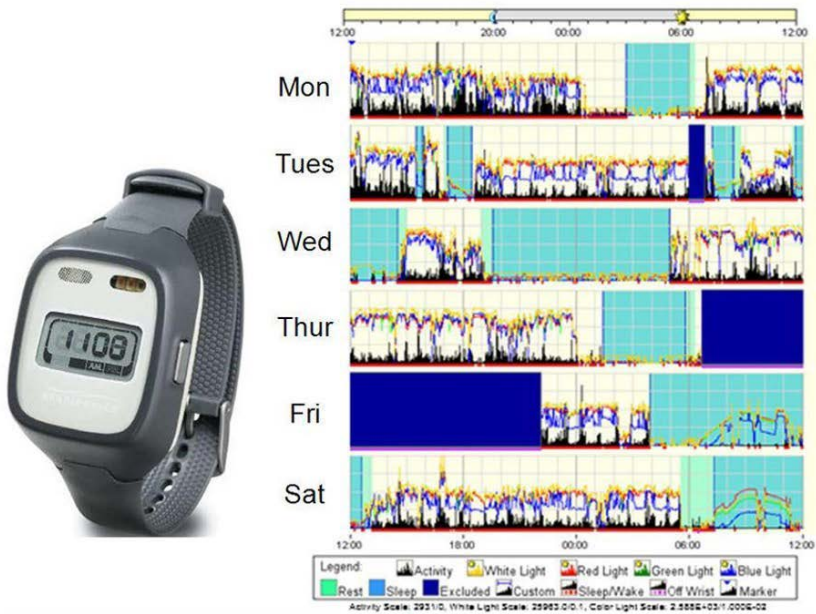 12:00 20:00 00:00 06:00 12:00
Mon
Tues
Wed
Thur
Fri
Sat
1108
12:00 18:00 00:00 06:00 12:00
Legend: Activity White Light Red Light Green Light Blue Light
Rest Sleep Excluded Custom Sleep/Wake Off Wrist Marker